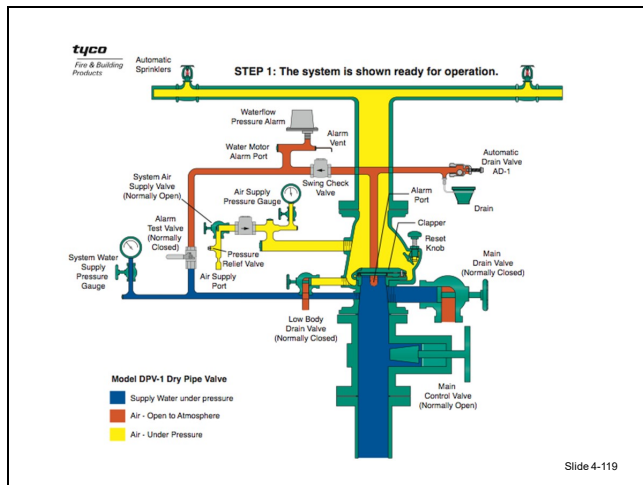 tyco
Fire & Building
Products
Automatic
Sprinklers
STEP 1: The system is shown ready for operation.
Waterflow
Pressure Alarm
Alarm
Vent
Water Motor
Alarm Port
Automatic
Drain Valve
AD-1
System Air
Supply Valve
(Normally Open)
Air Supply
Pressure Gauge
Swing Check
Valve
Alarm
Port
Drain
Alarm
Test Valve
(Normally
Closed)
Clapper
Reset
Knob
System Water
Supply
Pressure
Gauge
Pressure
Relief Valve
Air Supply
Port
Main
Drain Valve
(Normally Closed)
Low Body
Drain Valve
(Normally Closed)
Main
Control Valve
(Normally Open)
Model DPV-1 Dry Pipe Valve
Supply Water under pressure
Air - Open to Atmosphere
Air - Under Pressure
Slide 4-119